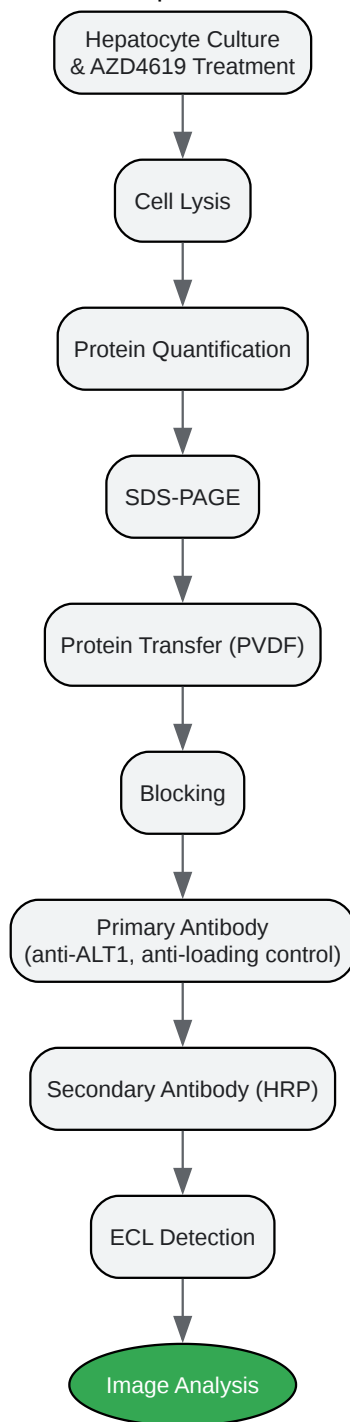 Hepatocyte Culture
& AZD4619 Treatment
Cell Lysis
Protein Quantification
SDS-PAGE
Protein Transfer (PVDF)
Blocking
Primary Antibody
(anti-ALT1, anti-loading control)
Secondary Antibody (HRP)
ECL Detection
Image Analysis